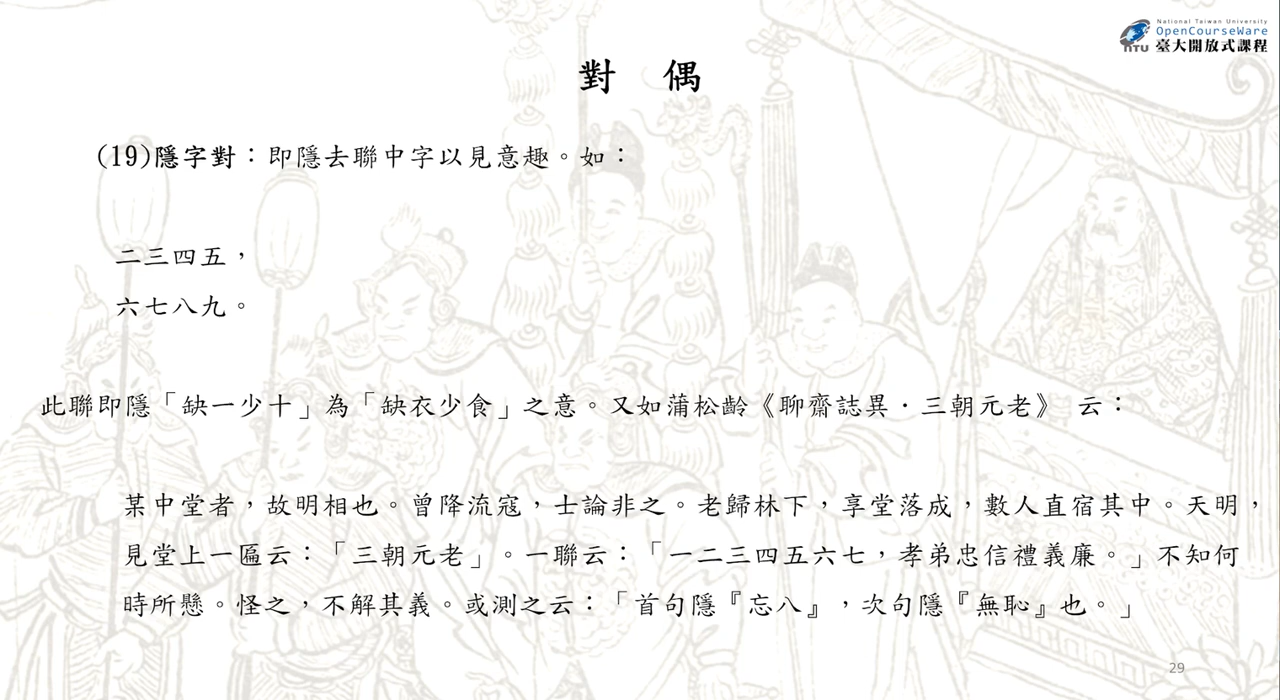 National Taiwan University
OpenCourseWare
NTU 臺大開放式課程
對偶
(19)隱字對：即隱去聯中字以見意趣。如：
二三四五，
六七八九。
此聯即隱「缺一少十」為「缺衣少食」之意。又如蒲松齡《聊齋誌異．三朝元老》 云：
某中堂者，故明相也。曾降流寇，士論非之。老歸林下，享堂落成，數人直宿其中。天明，
見堂上一匾云：「三朝元老」。一聯云：「一二三四五六七，孝弟忠信禮義廉。」不知何
時所懸。怪之，不解其義。或測之云：「首句隱『忘八』，次句隱『無恥』也。」
29